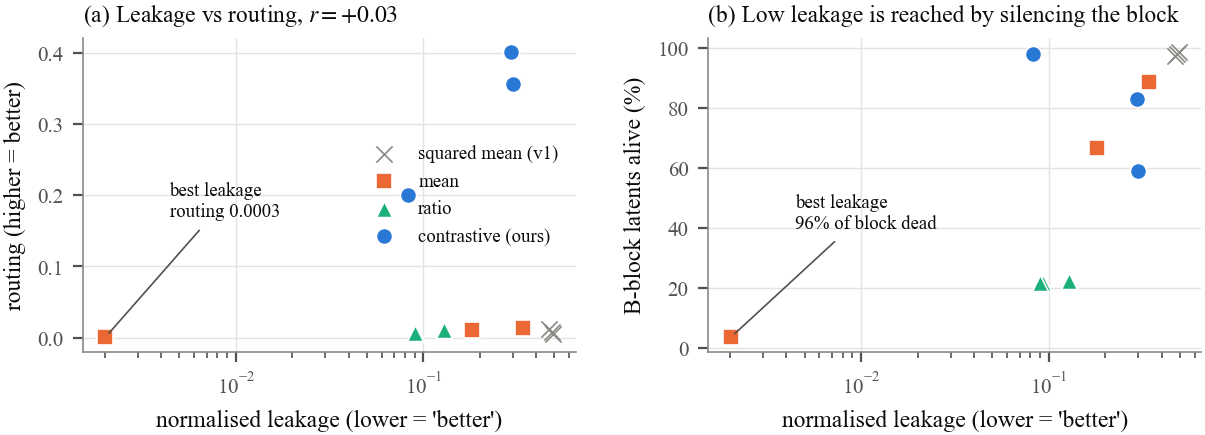 (a) Leakage vs routing, r = +0.03
routing (higher = better)
0.4
0.3
0.2
0.1
0.0
best leakage
routing 0.0003
squared mean (v1)
mean
ratio
contrastive (ours)
10⁻²
10⁻¹
normalised leakage (lower = 'better')
(b) Low leakage is reached by silencing the block
B-block latents alive (%)
100
80
60
40
20
0
best leakage
96% of block dead
10⁻²
10⁻¹
normalised leakage (lower = 'better')